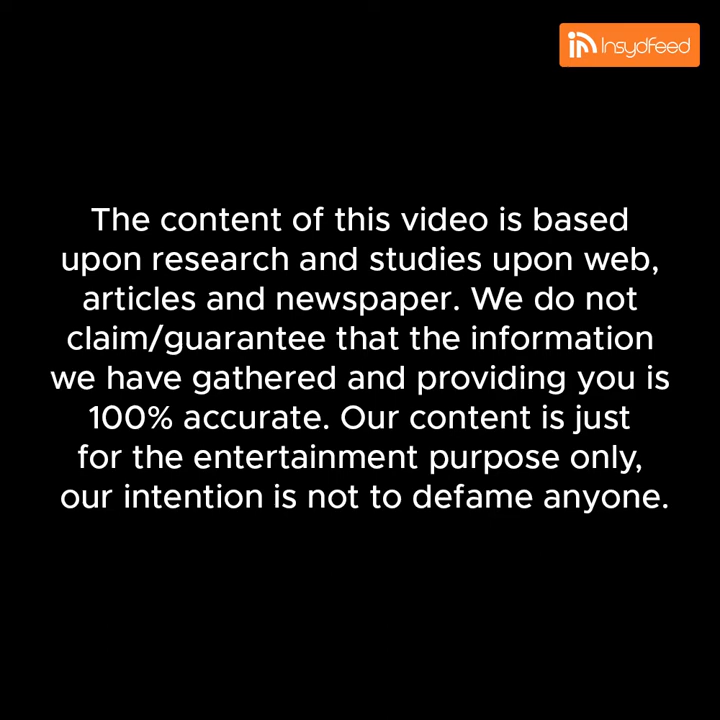 Insydfeed
The content of this video is based
upon research and studies upon web,
articles and newspaper. We do not
claim/guarantee that the information
we have gathered and providing you is
100% accurate. Our content is just
for the entertainment purpose only,
our intention is not to defame anyone.